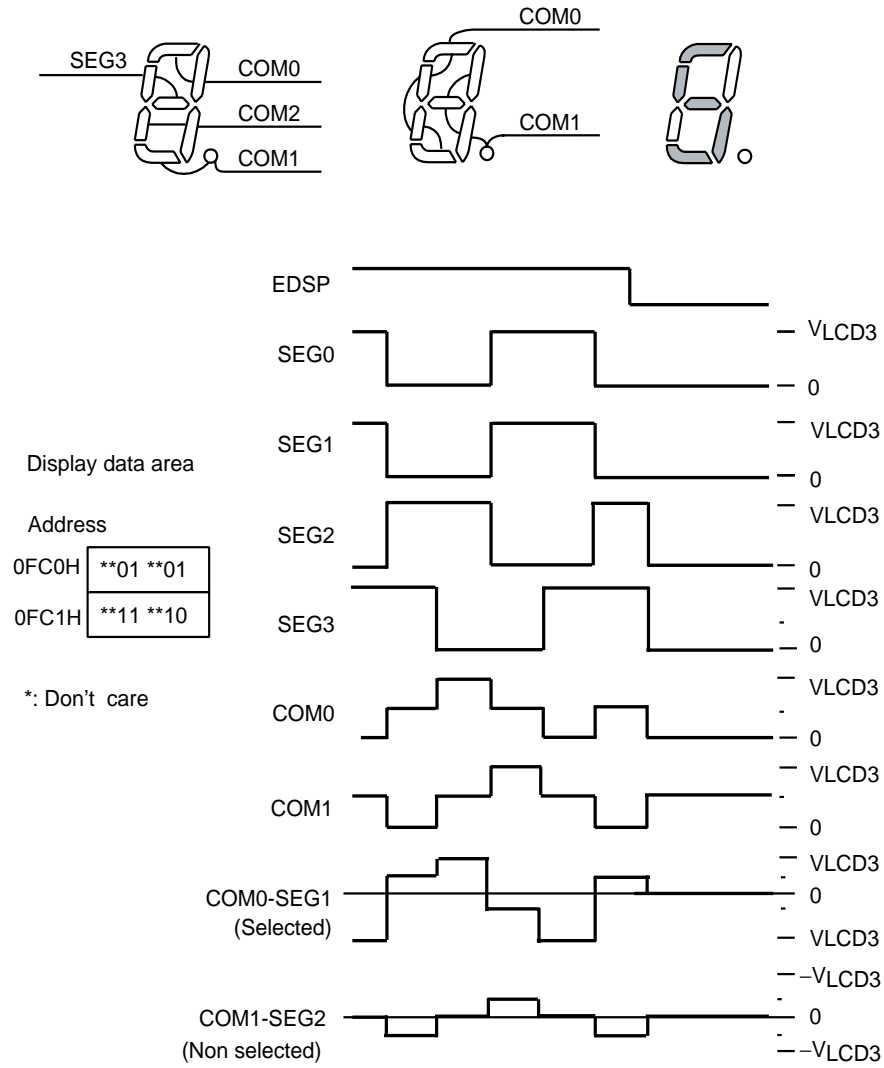 COM0
SEG3
COM0
COM2
COM1
COM1
EDSP
VLCD3
SEG0
0
VLCD3
SEG1
0
Display data area
VLCD3
SEG2
Address
0
0FC0H **01 **01
VLCD3
0FC1H **11 **10
SEG3
0
VLCD3
*: Don't care
COM0
0
VLCD3
COM1
0
VLCD3
COM0-SEG1
0
(Selected)
VLCD3
−VLCD3
COM1-SEG2
0
(Non selected)
−VLCD3